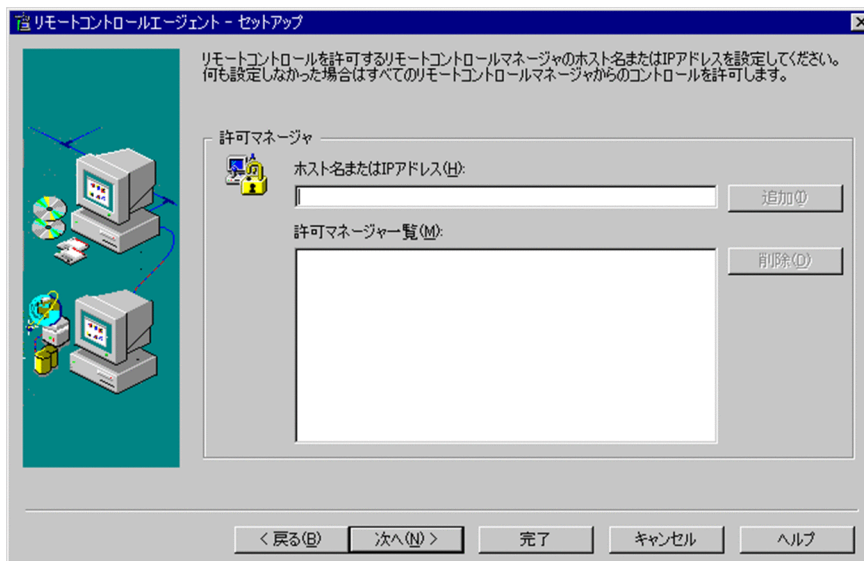 リモートコントロールエージェント - セットアップ
リモートコントロールを許可するリモートコントロールマネージャのホスト名またはIPアドレスを設定してください。
何も設定しなかった場合はすべてのリモートコントロールマネージャからのコントロールを許可します。
許可マネージャ
ホスト名またはIPアドレス(H):
追加(I)
許可マネージャ一覧(M):
削除(D)
< 戻る(B)
次へ(N) >
完了
キャンセル
ヘルプ